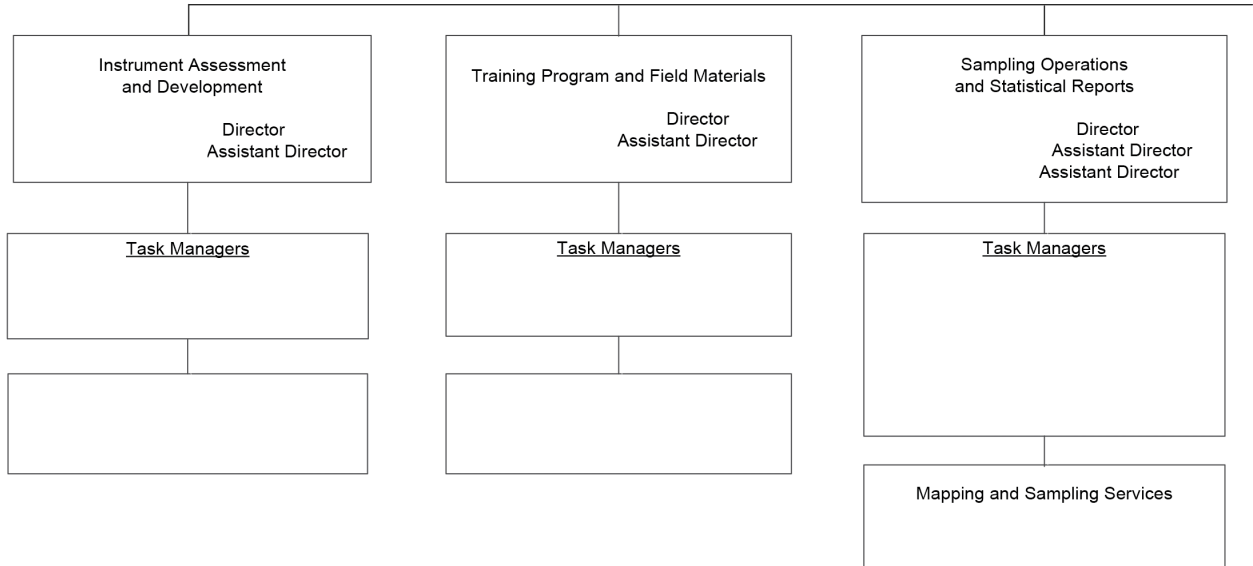 Instrument Assessment
and Development
Director
Assistant Director
Training Program and Field Materials
Director
Assistant Director
Sampling Operations
and Statistical Reports
Director
Assistant Director
Assistant Director
Task Managers
Task Managers
Task Managers
Mapping and Sampling Services